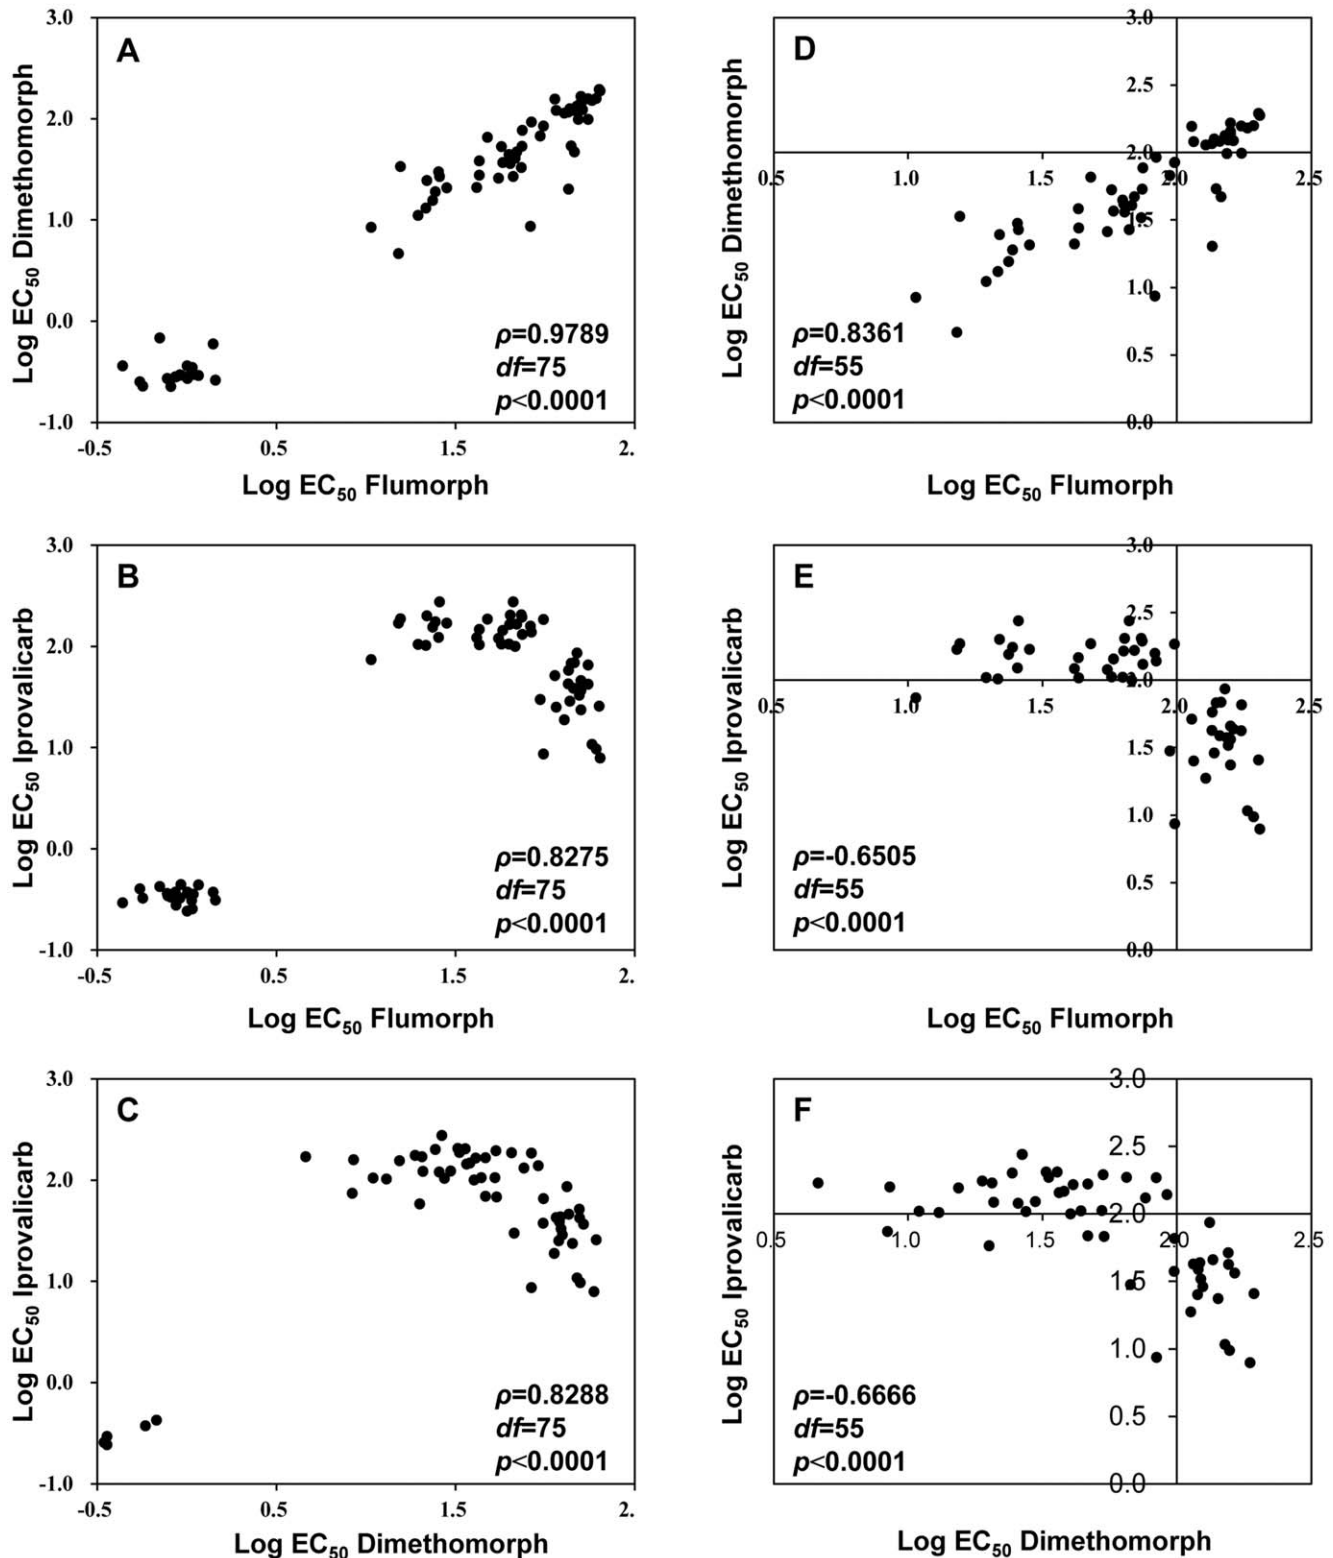 A
Log EC50 Dimethomorph
3.0
2.0
1.0
0.0
-1.0
ρ=0.9789
df=75
p<0.0001
-0.5 0.5 1.5 2.
Log EC50 Flumorph
D
Log EC50 Dimethomorph
3.0
2.5
2.0
0.5 1.0 1.5 2.0 2.5
1.5
1.0
0.5
0.0
ρ=0.8361
df=55
p<0.0001
Log EC50 Flumorph
B
Log EC50 Iprovalicarb
3.0
2.0
1.0
0.0
-1.0
ρ=0.8275
df=75
p<0.0001
-0.5 0.5 1.5 2.
Log EC50 Flumorph
E
Log EC50 Iprovalicarb
3.0
2.5
2.0
0.5 1.0 1.5 2.0 2.5
1.5
1.0
0.5
0.0
ρ=-0.6505
df=55
p<0.0001
Log EC50 Flumorph
C
Log EC50 Iprovalicarb
3.0
2.0
1.0
0.0
-1.0
ρ=0.8288
df=75
p<0.0001
-0.5 0.5 1.5 2.
Log EC50 Dimethomorph
F
Log EC50 Iprovalicarb
3.0
2.5
2.0
0.5 1.0 1.5 2.0 2.5
1.5
1.0
0.5
0.0
ρ=-0.6666
df=55
p<0.0001
Log EC50 Dimethomorph